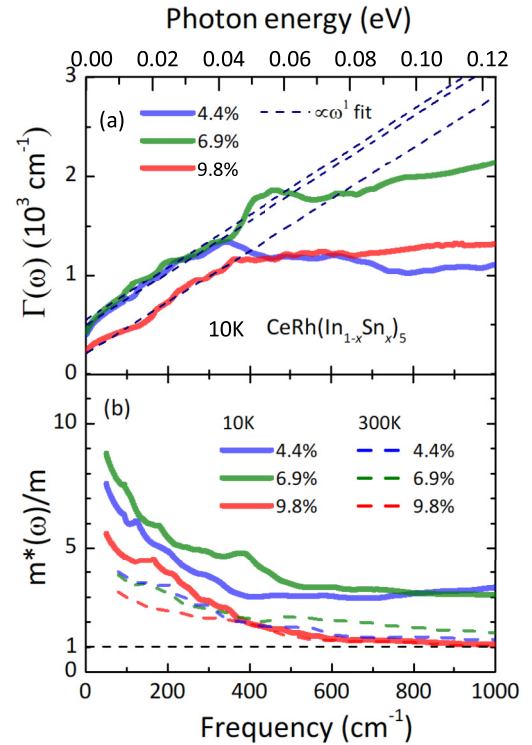 Photon energy (eV)
0.00 0.02 0.04 0.06 0.08 0.10 0.12
3
(a) 4.4% ∝ω¹ fit
6.9%
9.8%
2
Γ(ω) (10³ cm⁻¹)
1
10K CeRh(In₁₋ₓSnₓ)₅
0
(b) 10K 300K
10
4.4% 4.4%
6.9% 6.9%
9.8% 9.8%
m*(ω)/m
5
1
0
0 200 400 600 800 1000
Frequency (cm⁻¹)